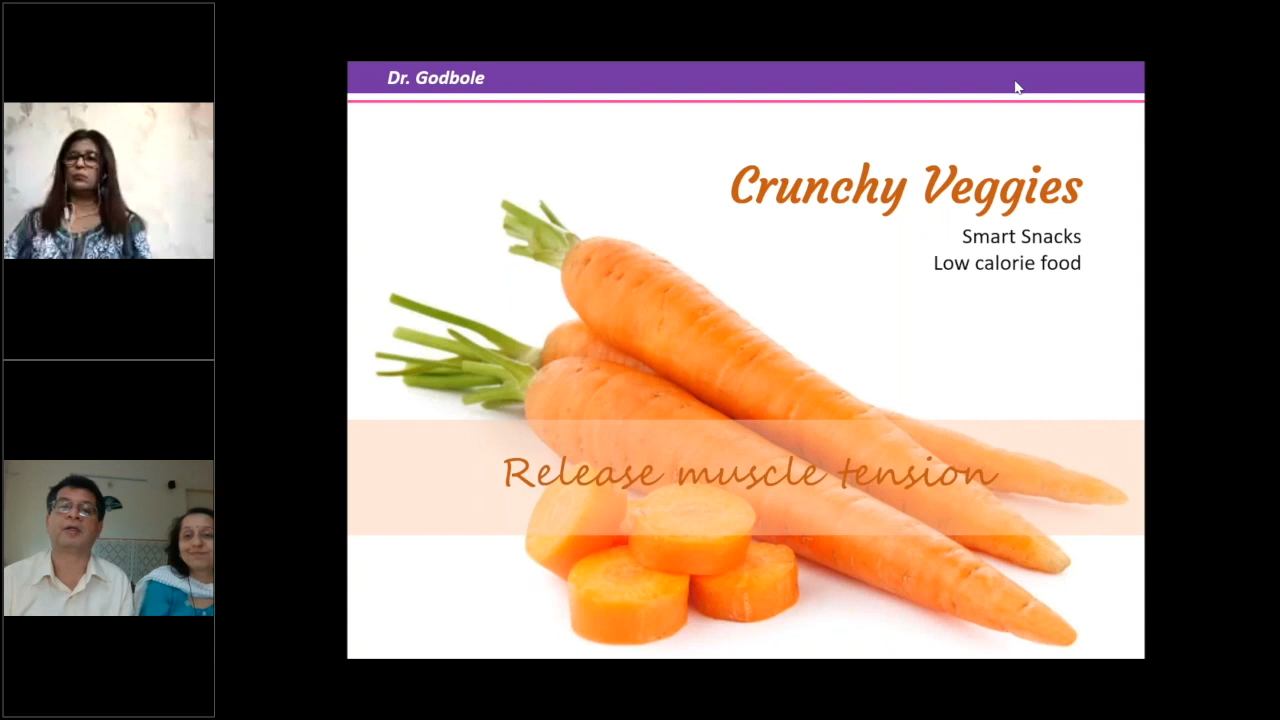 Dr. Godbole
Crunchy Veggies
Smart Snacks
Low calorie food
Release muscle tension